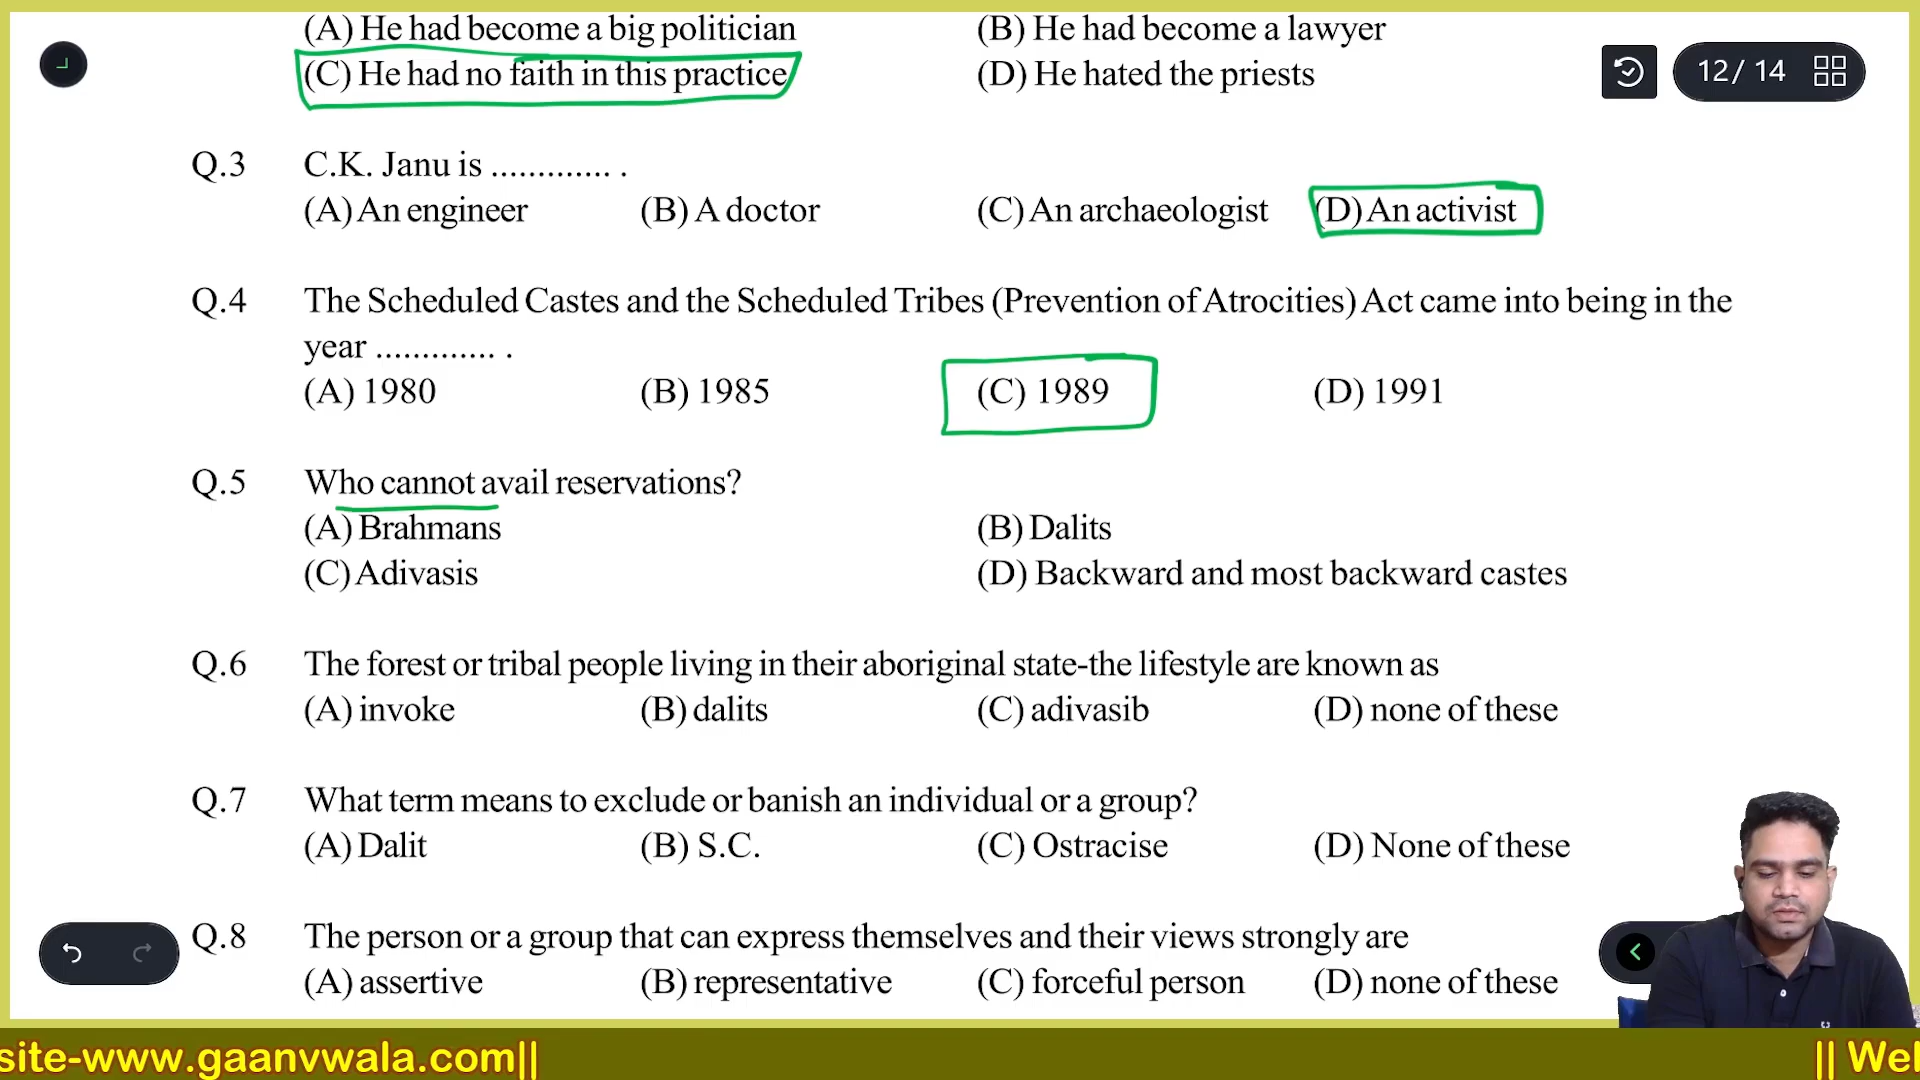 (A) He had become a big politician (B) He had become a lawyer
(C) He had no faith in this practice (D) He hated the priests
12/ 14
Q.3 C.K. Janu is ............. .
(A) An engineer (B) A doctor (C) An archaeologist (D) An activist
Q.4 The Scheduled Castes and the Scheduled Tribes (Prevention of Atrocities) Act came into being in the
year ............. .
(A) 1980 (B) 1985 (C) 1989 (D) 1991
Q.5 Who cannot avail reservations?
(A) Brahmans (B) Dalits
(C) Adivasis (D) Backward and most backward castes
Q.6 The forest or tribal people living in their aboriginal state-the lifestyle are known as
(A) invoke (B) dalits (C) adivasib (D) none of these
Q.7 What term means to exclude or banish an individual or a group?
(A) Dalit (B) S.C. (C) Ostracise (D) None of these
Q.8 The person or a group that can express themselves and their views strongly are
(A) assertive (B) representative (C) forceful person (D) none of these
site-www.gaanvwala.com|| || Wel